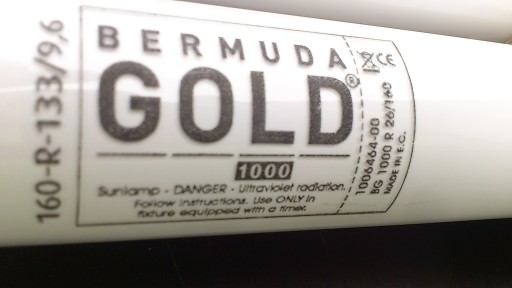 160-R-133/9,6
BERMUDA
GOLD®
1000
Sunlamp - DANGER - Ultraviolet radiation.
Follow instructions. Use ONLY in
fixture equipped with a timer.
CE
1006464-00
BG 1000 R 26/160
MADE IN E.C.